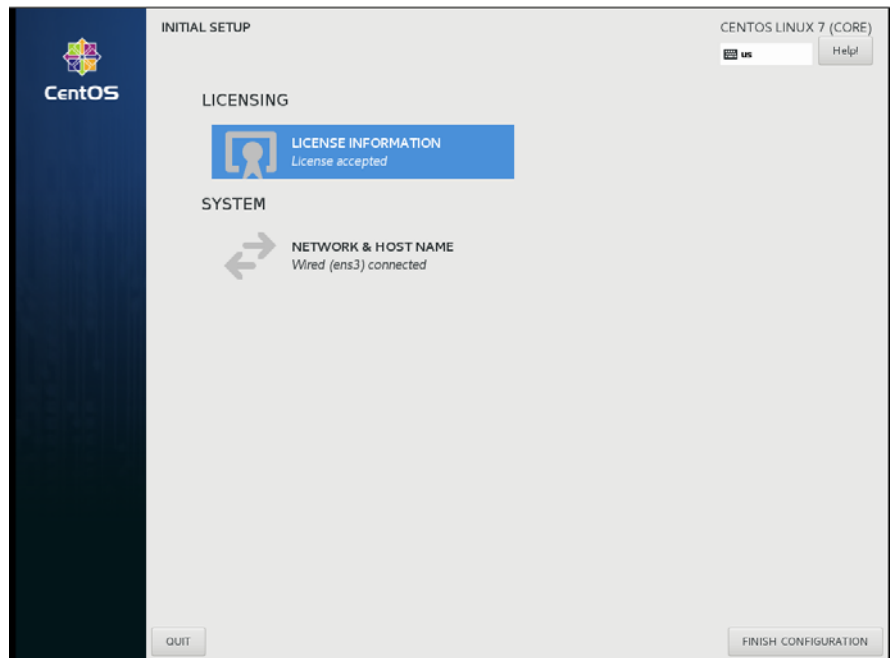 INITIAL SETUP
CENTOS LINUX 7 (CORE)
us
Help!
CentOS
LICENSING
LICENSE INFORMATION
License accepted
SYSTEM
NETWORK & HOST NAME
Wired (ens3) connected
QUIT
FINISH CONFIGURATION